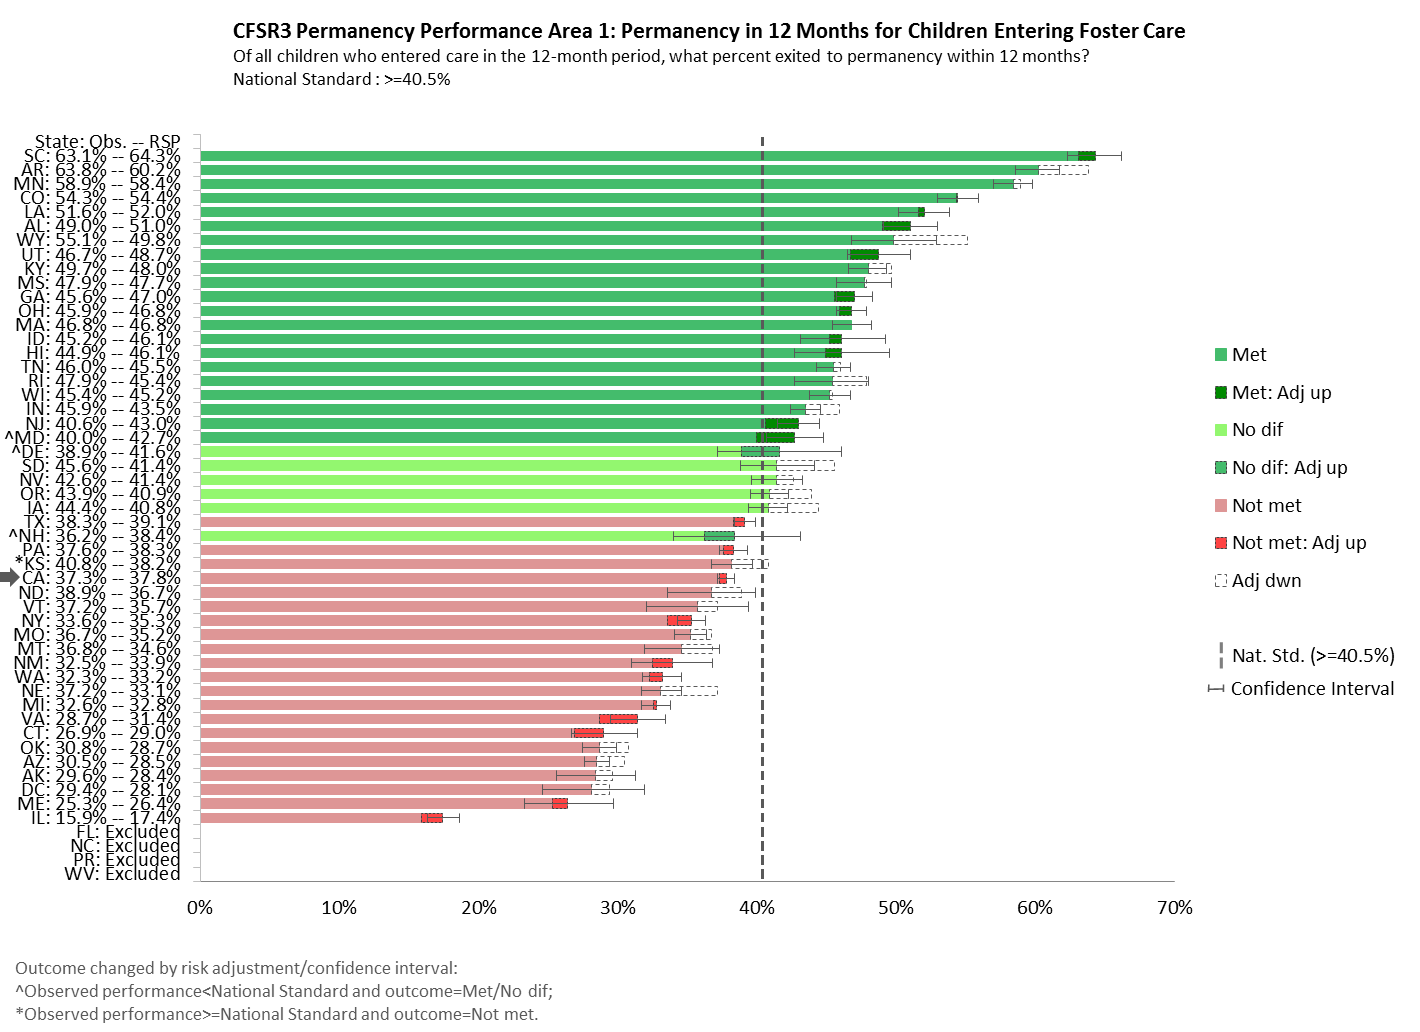 CFSR3 Permanency Performance Area 1: Permanency in 12 Months for Children Entering Foster Care
Of all children who entered care in the 12-month period, what percent exited to permanency within 12 months?
National Standard : >=40.5%
State: Obs. -- RSP
SC: 63.1% -- 64.3%
AR: 63.8% -- 60.2%
MN: 58.9% -- 58.4%
CO: 54.3% -- 54.4%
LA: 51.6% -- 52.0%
AL: 49.0% -- 51.0%
WY: 55.1% -- 49.8%
UT: 46.7% -- 48.7%
KY: 49.7% -- 48.0%
MS: 47.9% -- 47.7%
GA: 45.6% -- 47.0%
OH: 45.9% -- 46.8%
MA: 46.8% -- 46.8%
ID: 45.2% -- 46.1%
HI: 44.9% -- 46.1%
TN: 46.0% -- 45.5%
RI: 47.9% -- 45.4%
WI: 45.4% -- 45.2%
IN: 45.9% -- 43.5%
NJ: 40.6% -- 43.0%
^MD: 40.0% -- 42.7%
^DE: 38.9% -- 41.6%
SD: 45.6% -- 41.4%
NV: 42.6% -- 41.4%
OR: 43.9% -- 40.9%
IA: 44.4% -- 40.8%
TX: 38.3% -- 39.1%
^NH: 36.2% -- 38.4%
PA: 37.6% -- 38.3%
*KS: 40.8% -- 38.2%
CA: 37.3% -- 37.8%
ND: 38.9% -- 36.7%
VT: 37.2% -- 35.7%
NY: 33.6% -- 35.3%
MO: 36.7% -- 35.2%
MT: 36.8% -- 34.6%
NM: 32.5% -- 33.9%
WA: 32.3% -- 33.2%
NE: 37.2% -- 33.1%
MI: 32.6% -- 32.8%
VA: 28.7% -- 31.4%
CT: 26.9% -- 29.0%
OK: 30.8% -- 28.7%
AZ: 30.5% -- 28.5%
AK: 29.6% -- 28.4%
DC: 29.4% -- 28.1%
ME: 25.3% -- 26.4%
IL: 15.9% -- 17.4%
FL: Excluded
NC: Excluded
PR: Excluded
WV: Excluded
0% 10% 20% 30% 40% 50% 60% 70%
Met
Met: Adj up
No dif
No dif: Adj up
Not met
Not met: Adj up
Adj dwn
Nat. Std. (>=40.5%)
Confidence Interval
Outcome changed by risk adjustment/confidence interval:
^Observed performance<National Standard and outcome=Met/No dif;
*Observed performance>=National Standard and outcome=Not met.